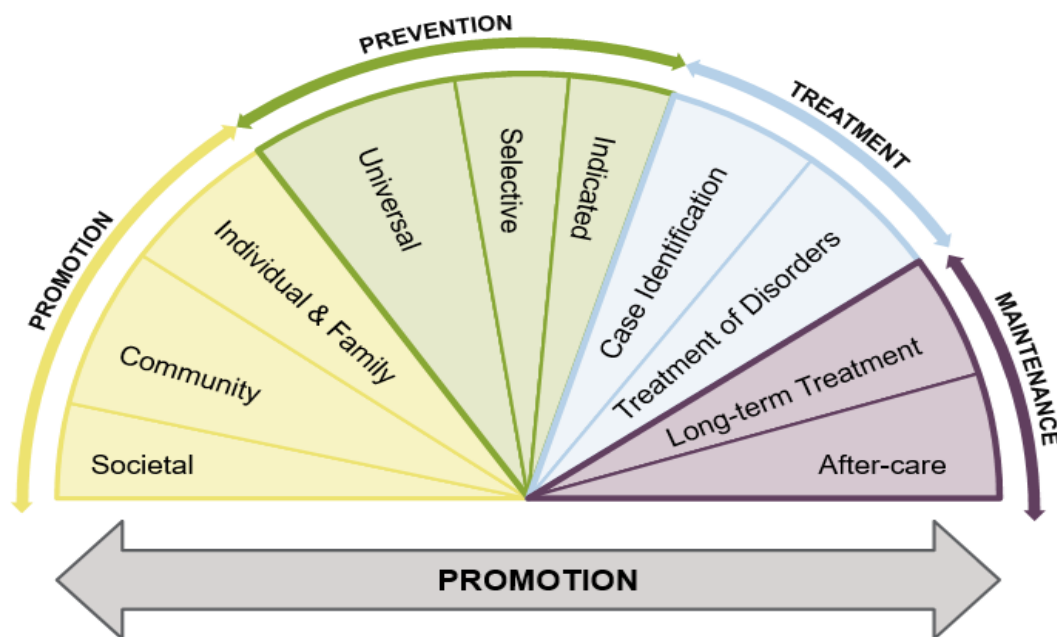 PREVENTION
TREATMENT
PROMOTION
MAINTENANCE
Societal
Community
Individual & Family
Universal
Selective
Indicated
Case Identification
Treatment of Disorders
Long-term Treatment
After-care
PROMOTION